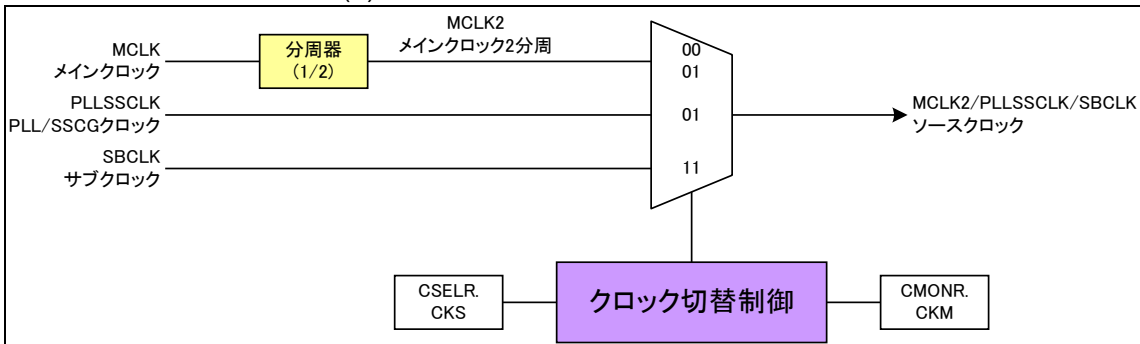 MCLK
メインクロック
分周器
(1/2)
MCLK2
メインクロック2分周
PLLSSCLK
PLL/SSCGクロック
SBCLK
サブクロック
00
01
01
11
MCLK2/PLLSSCLK/SBCLK
ソースクロック
CSELR.
CKS
クロック切替制御
CMONR.
CKM